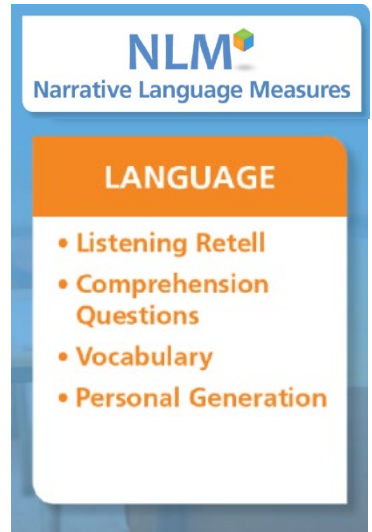 NLM
Narrative Language Measures
LANGUAGE
• Listening Retell
• Comprehension
Questions
• Vocabulary
• Personal Generation